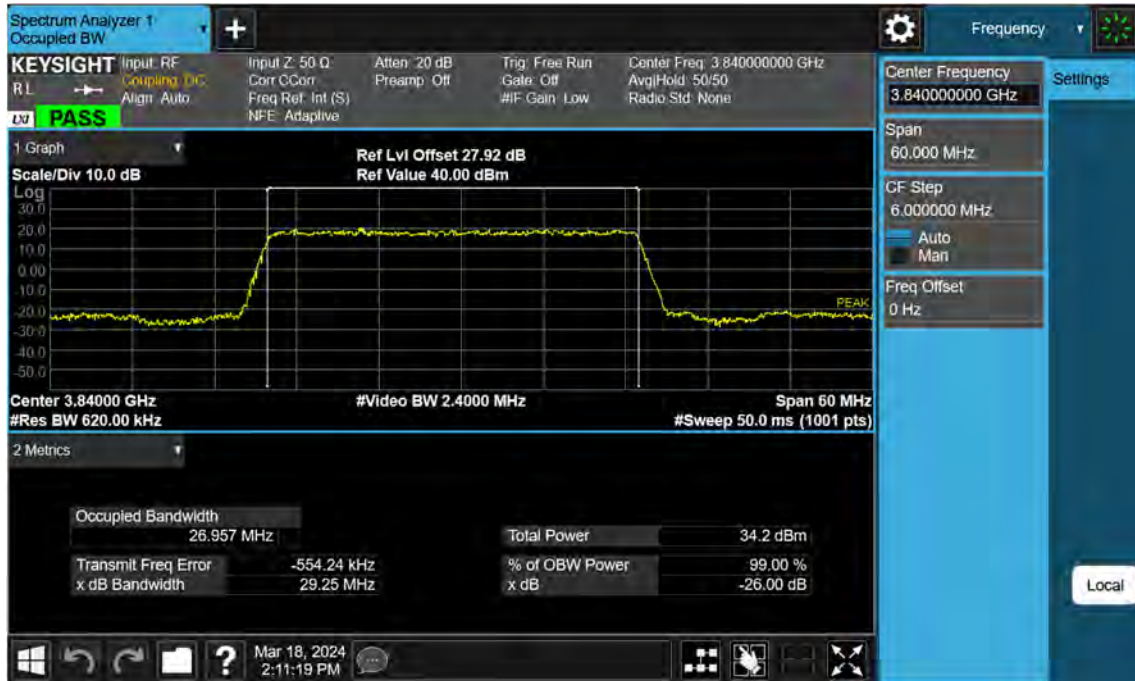 Spectrum Analyzer 1
Occupied BW
+
Frequency
KEYSIGHT
RL
LXI PASS
Input: RF
Coupling: DC
Align: Auto
Input Z: 50 Ω
Corr CCorr
Freq Ref: Int (S)
NFE: Adaptive
Atten: 20 dB
Preamp: Off
Trig: Free Run
Gate: Off
#IF Gain: Low
Center Freq: 3.840000000 GHz
Avg|Hold: 50/50
Radio Std: None
Center Frequency
3.840000000 GHz
Settings
Span
60.000 MHz
CF Step
6.000000 MHz
Auto
Man
Freq Offset
0 Hz
1 Graph
Scale/Div 10.0 dB
Ref Lvl Offset 27.92 dB
Ref Value 40.00 dBm
Log
30.0
20.0
10.0
0.00
-10.0
-20.0
-30.0
-40.0
-50.0
PEAK
Center 3.84000 GHz
#Video BW 2.4000 MHz
Span 60 MHz
#Res BW 620.00 kHz
#Sweep 50.0 ms (1001 pts)
2 Metrics
Occupied Bandwidth
26.957 MHz
Total Power 34.2 dBm
Transmit Freq Error -554.24 kHz
% of OBW Power 99.00 %
x dB Bandwidth 29.25 MHz
x dB -26.00 dB
Local
?
Mar 18, 2024
2:11:19 PM